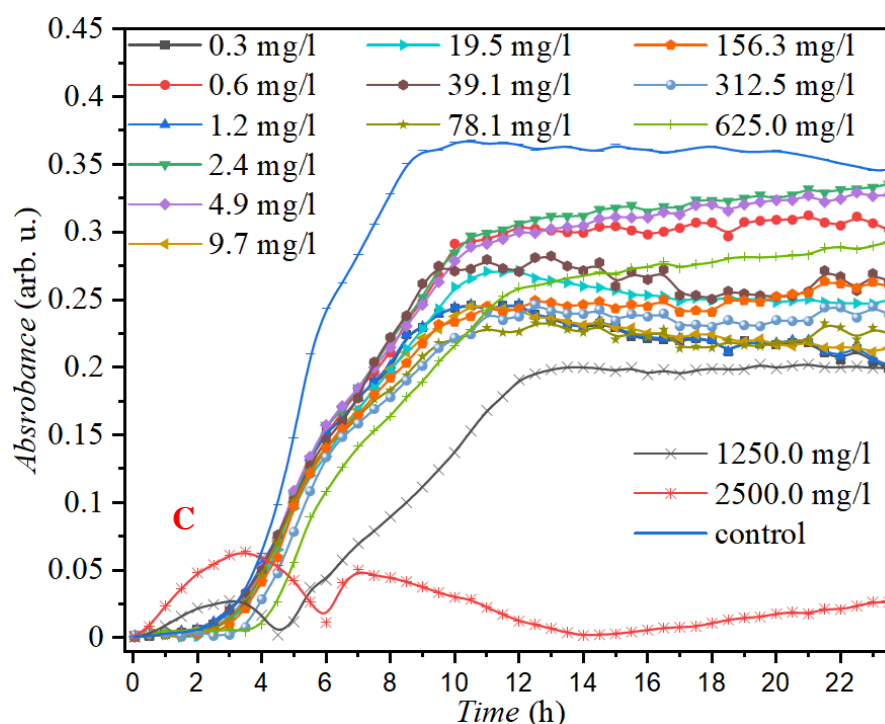 0.45
0.4
0.35
0.3
0.25
0.2
0.15
0.1
0.05
0
Absrobance (arb. u.)
0.3 mg/l
0.6 mg/l
1.2 mg/l
2.4 mg/l
4.9 mg/l
9.7 mg/l
19.5 mg/l
39.1 mg/l
78.1 mg/l
156.3 mg/l
312.5 mg/l
625.0 mg/l
1250.0 mg/l
2500.0 mg/l
control
C
0 2 4 6 8 10 12 14 16 18 20 22
Time (h)